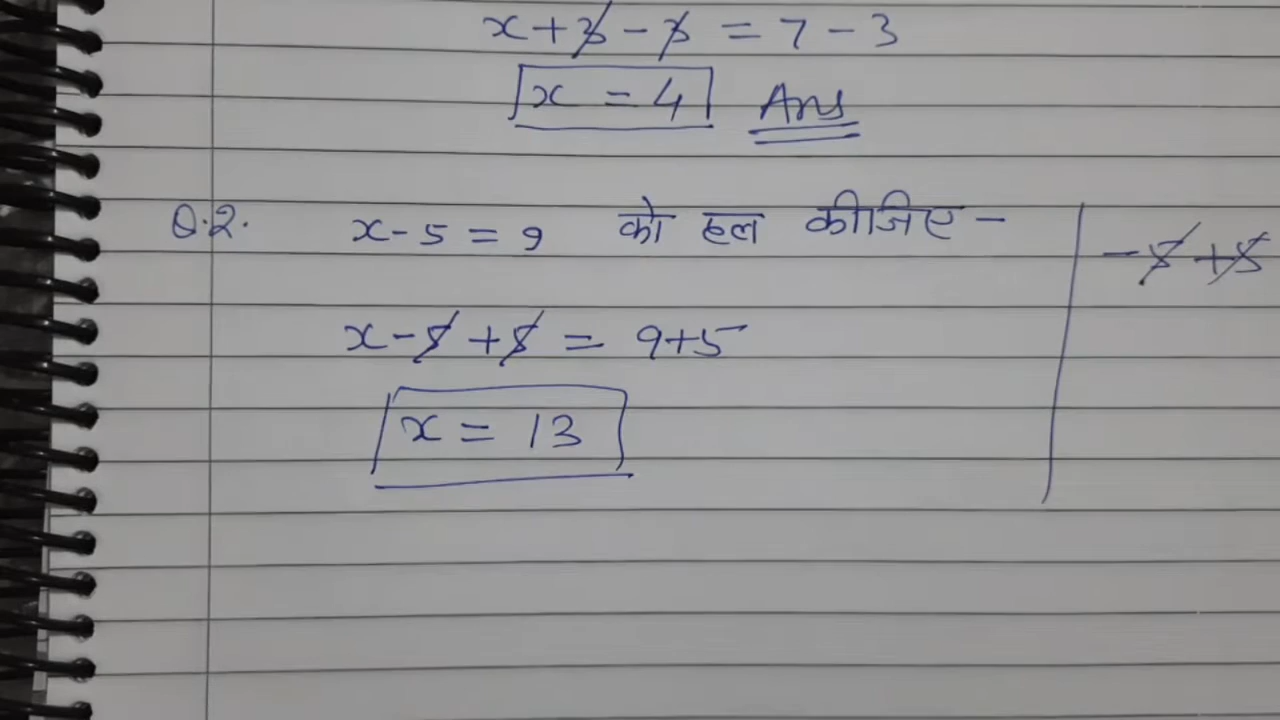 x + 3 - 3 = 7 - 3
x = 4 Ans
Q.2. x - 5 = 9 को हल कीजिए -
- 5 + 5
x - 5 + 5 = 9 + 5
x = 13